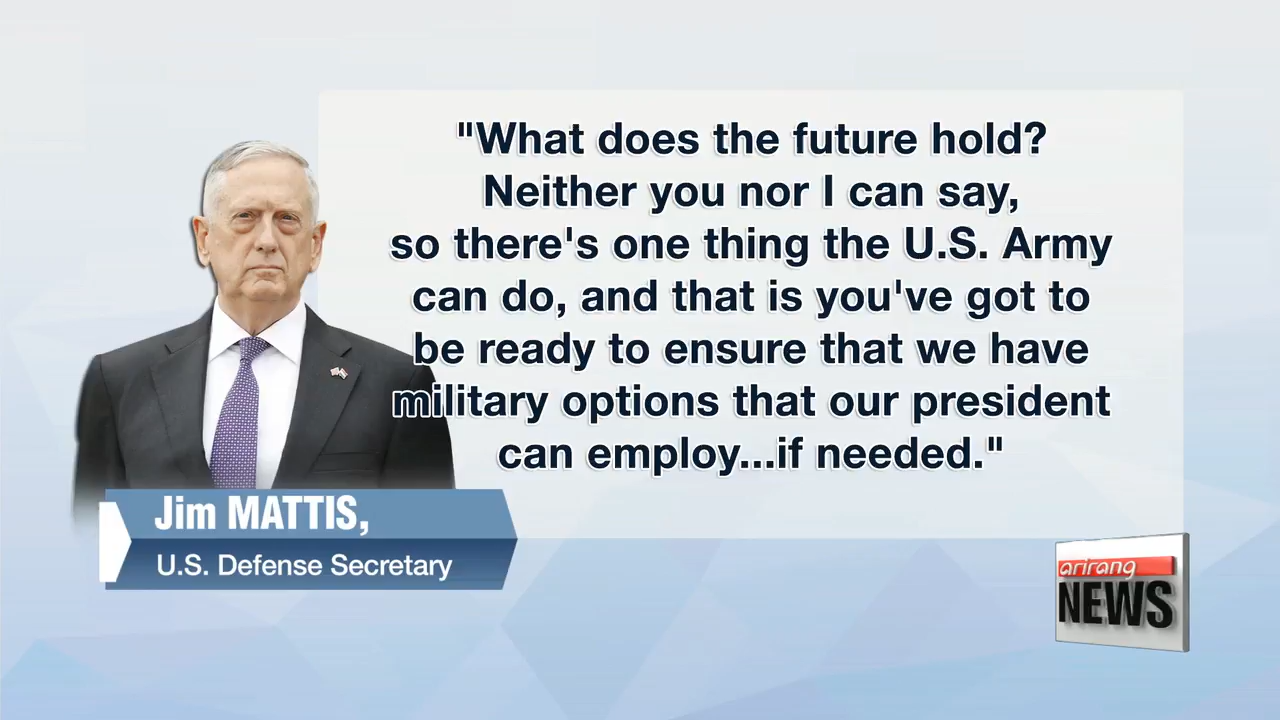 "What does the future hold?
Neither you nor I can say,
so there's one thing the U.S. Army
can do, and that is you've got to
be ready to ensure that we have
military options that our president
can employ...if needed."
Jim MATTIS,
U.S. Defense Secretary
arirang
NEWS